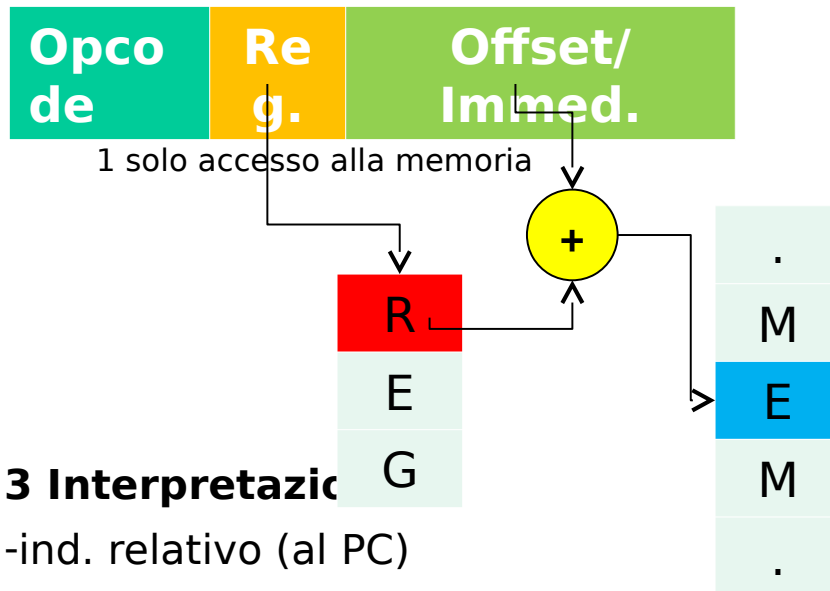 Opco
de
Re
g.
Offset/
Immed.
1 solo accesso alla memoria
+
R
E
G
.
M
E
M
.
3 Interpretazio
-ind. relativo (al PC)